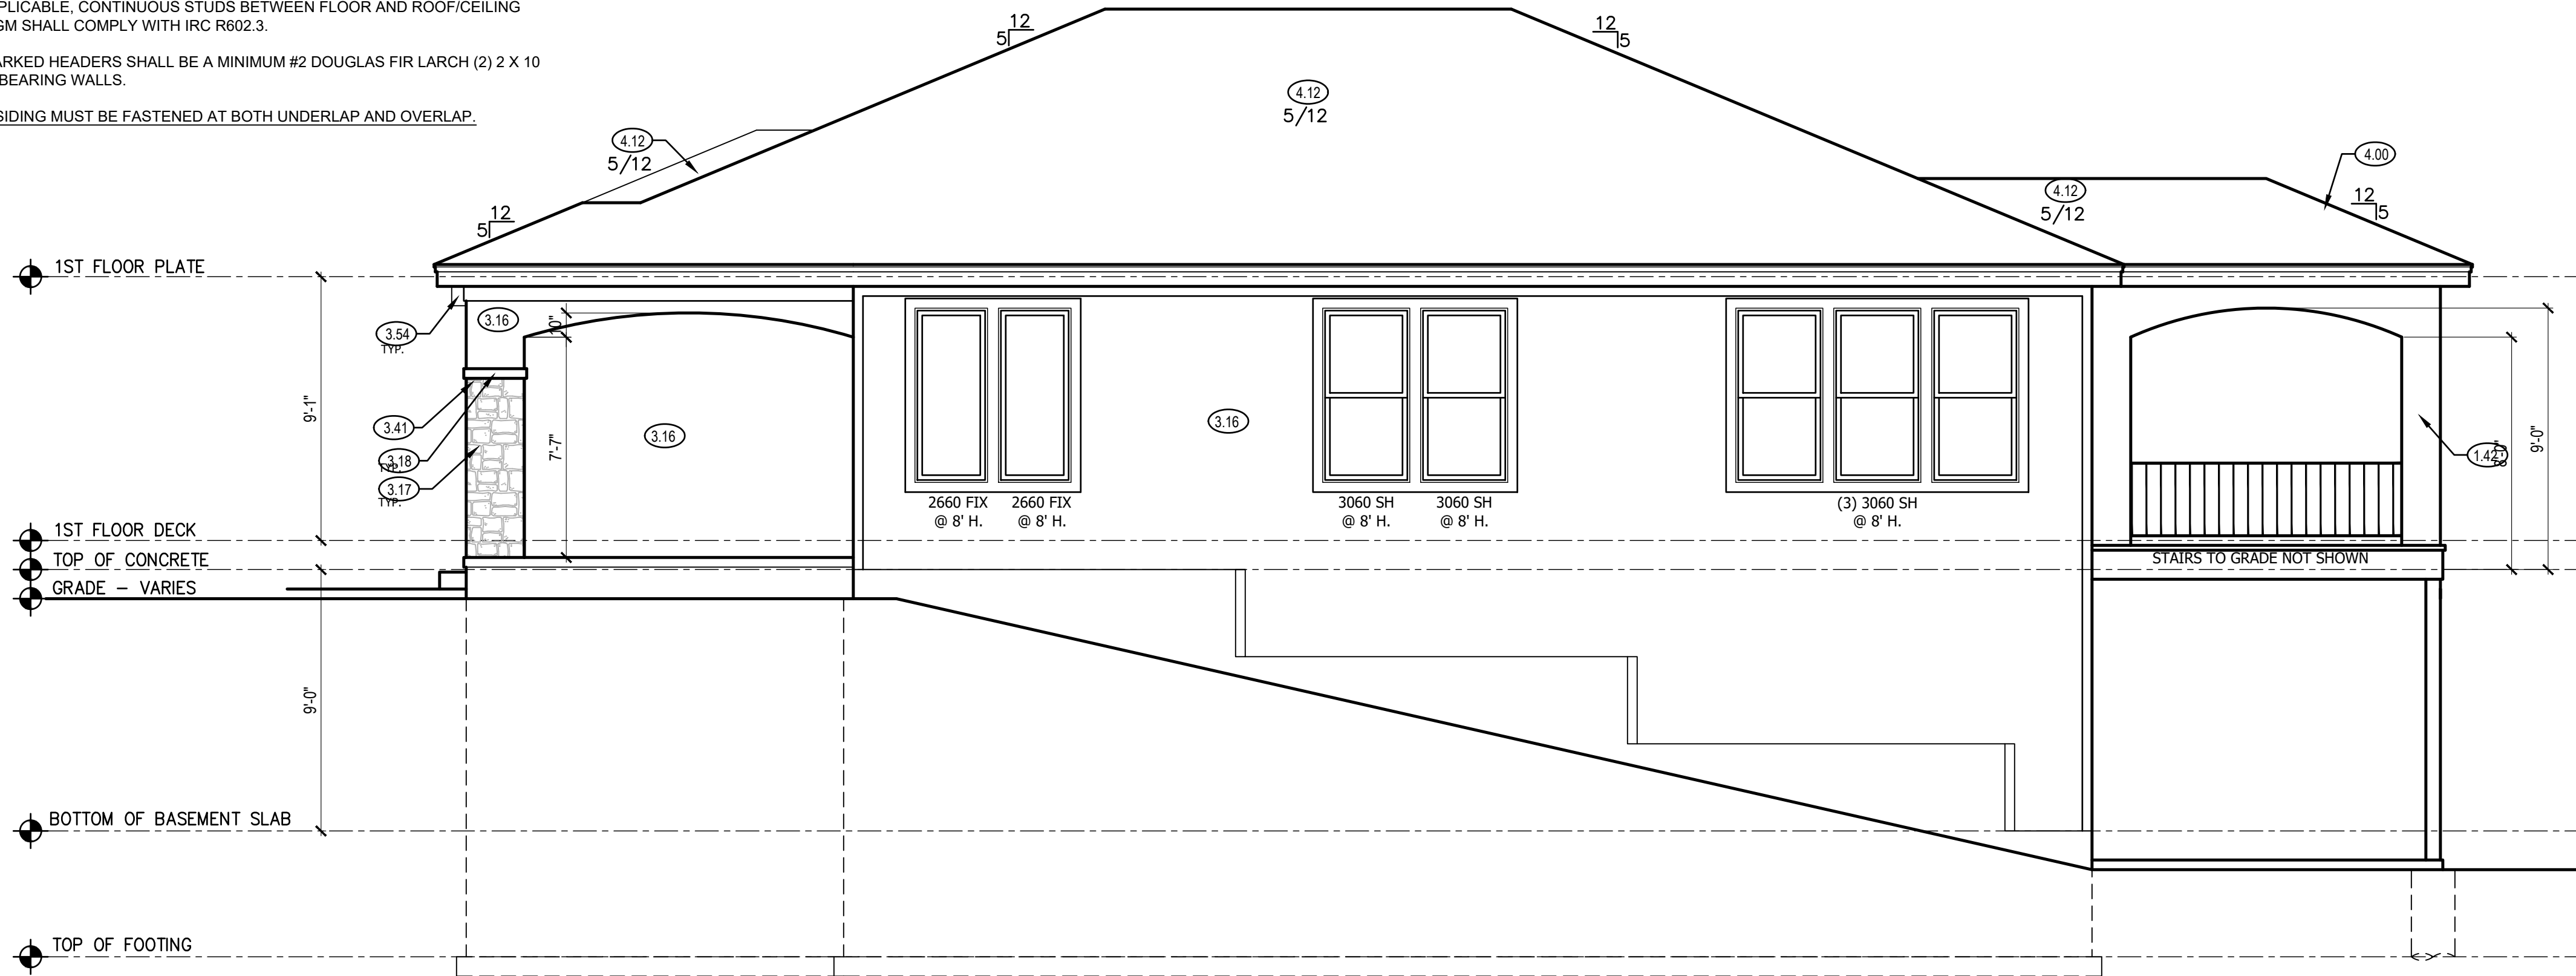 PLICABLE, CONTINUOUS STUDS BETWEEN FLOOR AND ROOF/CEILING
GM SHALL COMPLY WITH IRC R602.3.
ARKED HEADERS SHALL BE A MINIMUM #2 DOUGLAS FIR LARCH (2) 2 X 10
BEARING WALLS.
SIDING MUST BE FASTENED AT BOTH UNDERLAP AND OVERLAP.
12
5
12
5
4.12
5/12
4.12
5/12
4.00
4.12
5/12
12
5
12
5
1ST FLOOR PLATE
3.54
TYP.
3.16
10"
9'-1"
3.41
3.18
TYP.
3.17
TYP.
3.16
7'-7"
3.16
2660 FIX
@ 8' H.
2660 FIX
@ 8' H.
3060 SH
@ 8' H.
3060 SH
@ 8' H.
(3) 3060 SH
@ 8' H.
1.42
8'-0"
9'-0"
1ST FLOOR DECK
TOP OF CONCRETE
STAIRS TO GRADE NOT SHOWN
GRADE - VARIES
9'-0"
BOTTOM OF BASEMENT SLAB
TOP OF FOOTING